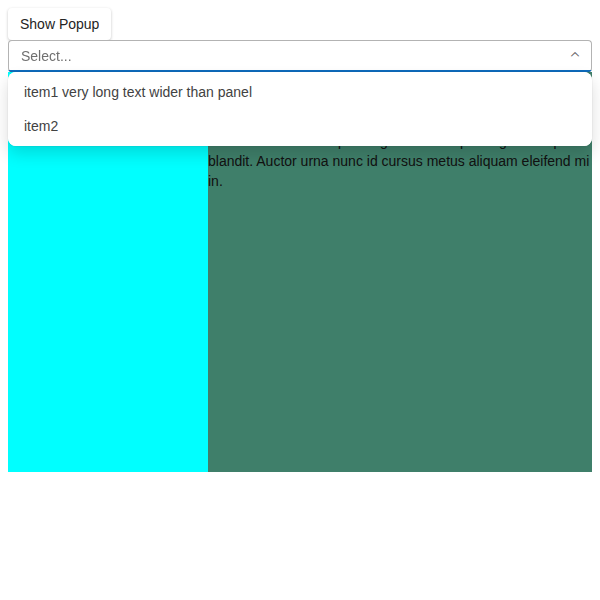 Show Popup
Select...
item1 very long text wider than panel
item2
blandit. Auctor urna nunc id cursus metus aliquam eleifend mi
in.